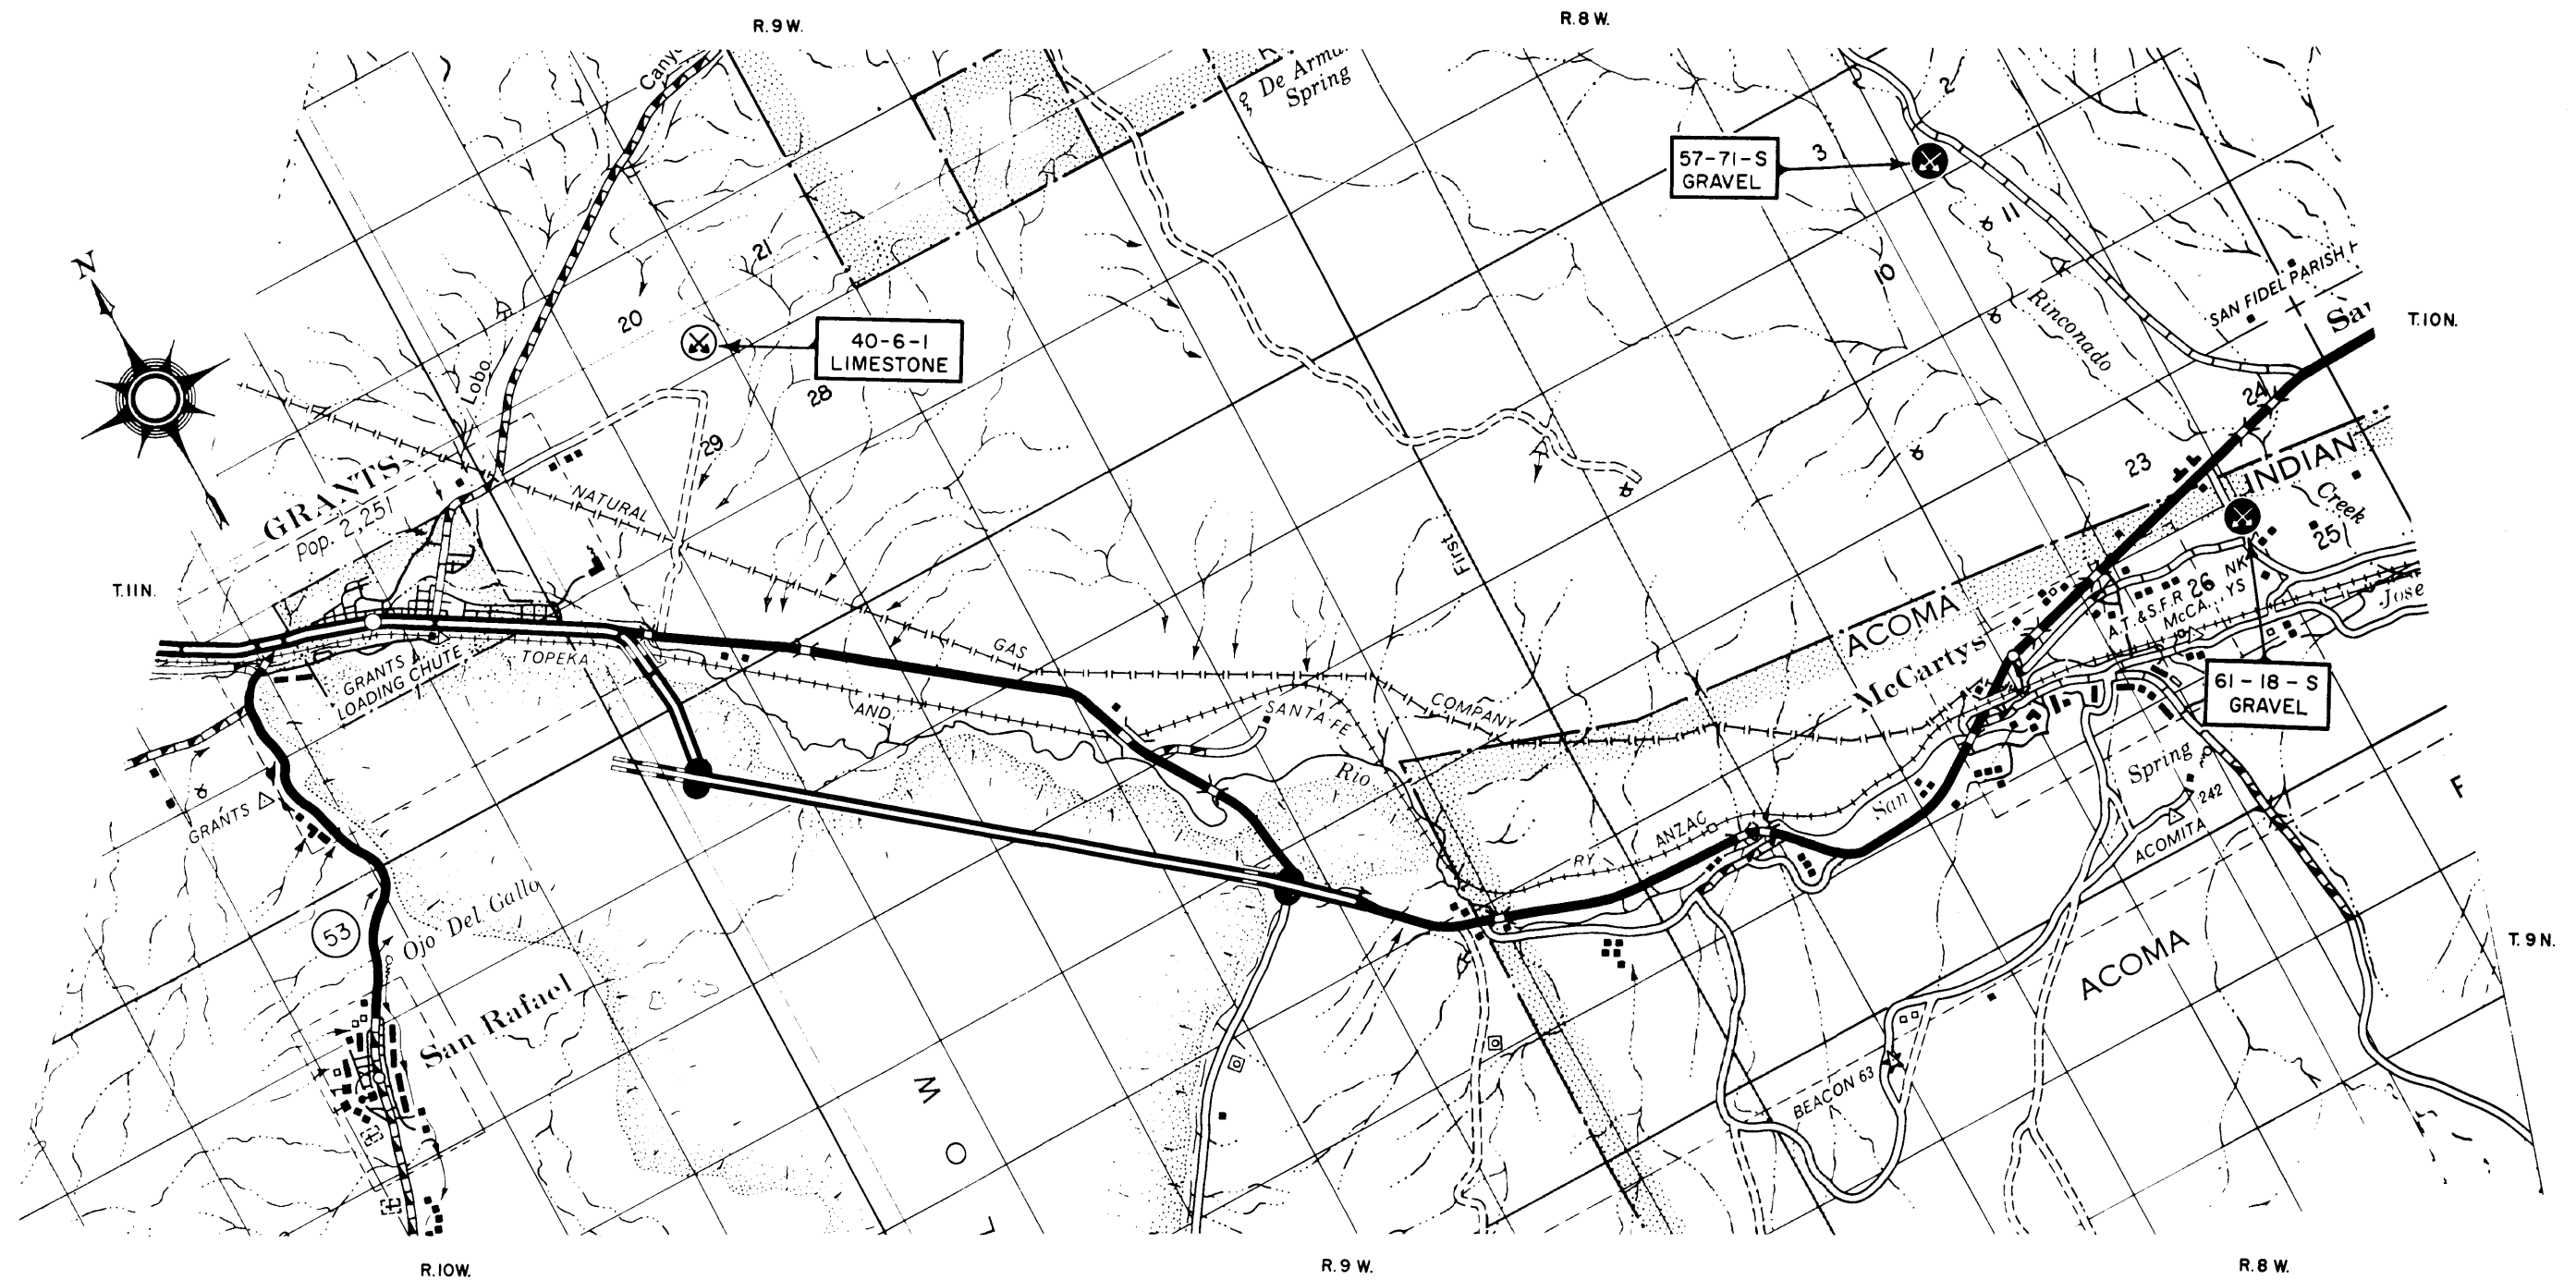 R.9W.
R.8W.
De Arma
Spring
2
57-71-S
GRAVEL
3
11
10
21
20
N
40-6-1
LIMESTONE
28
Lobo
29
Rinconado
SAN FIDEL PARISH
T.10N.
24
23
INDIAN
Creek
25
GRANTS
Pop. 2,251
NATURAL
First
T.11N.
26
A.T. & S.F.R
ACOMA
McCartys
Jose
GRANTS
LOADING CHUTE
TOPEKA
GAS
AND
SANTA FE
COMPANY
61-18-S
GRAVEL
Rio
San
Spring
242
ACOMITA
ANZAC
RY
GRANTS
53
Ojo Del Gallo
San Rafael
ACOMA
T.9N.
BEACON 63
M
O
L
F
R.10W.
R.9W.
R.8W.